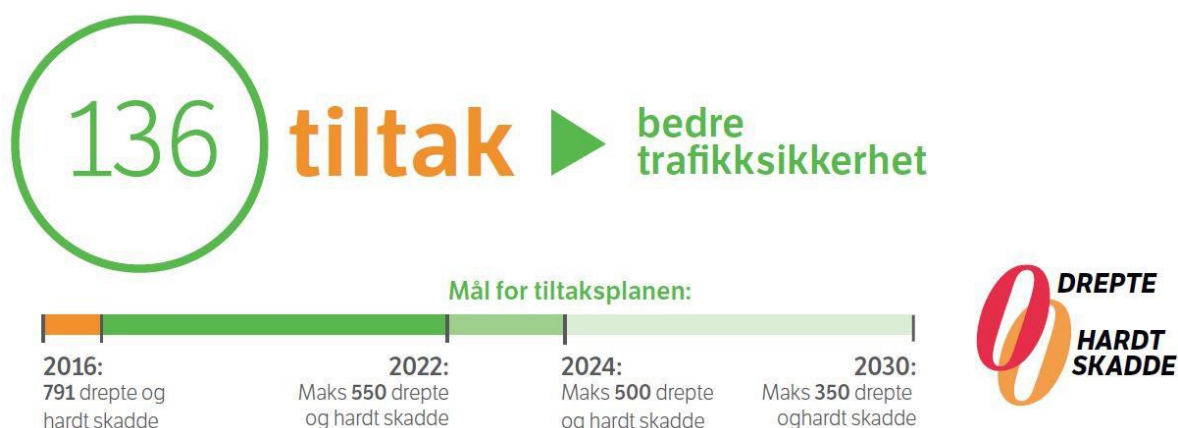 136
tiltak
bedre
trafikksikkerhet
Mål for tiltaksplanen:
2016:
791 drepte og
hardt skadde
2022:
Maks 550 drepte
og hardt skadde
2024:
Maks 500 drepte
og hardt skadde
2030:
Maks 350 drepte
oghardt skadde
00
DREPTE
HARDT
SKADDE